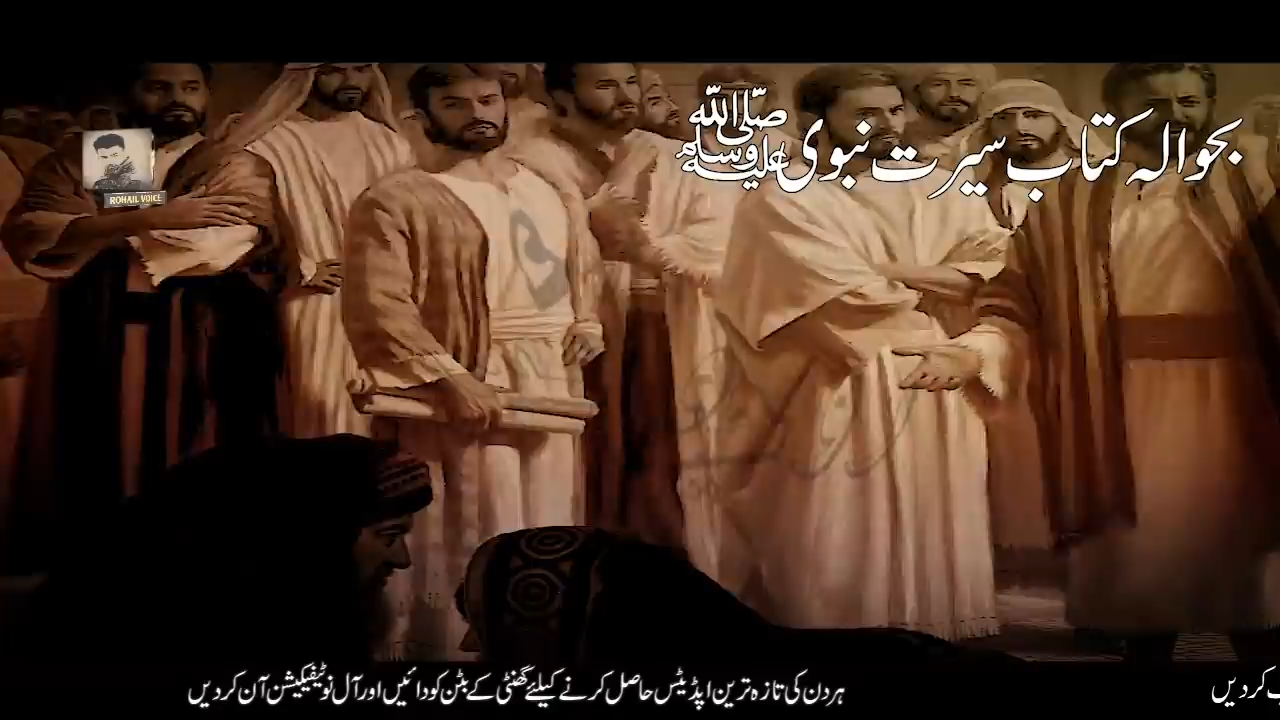 بحوالہ کتاب سیرت نبوی صلی اللہ علیہ وسلم
ROHAIL VOICE
ہر دن کی تازہ ترین اپڈیٹس حاصل کرنے کیلئے گھنٹی کے بٹن کو دبائیں اور آل نوٹیفکیشن آن کر دیں
کر دیں